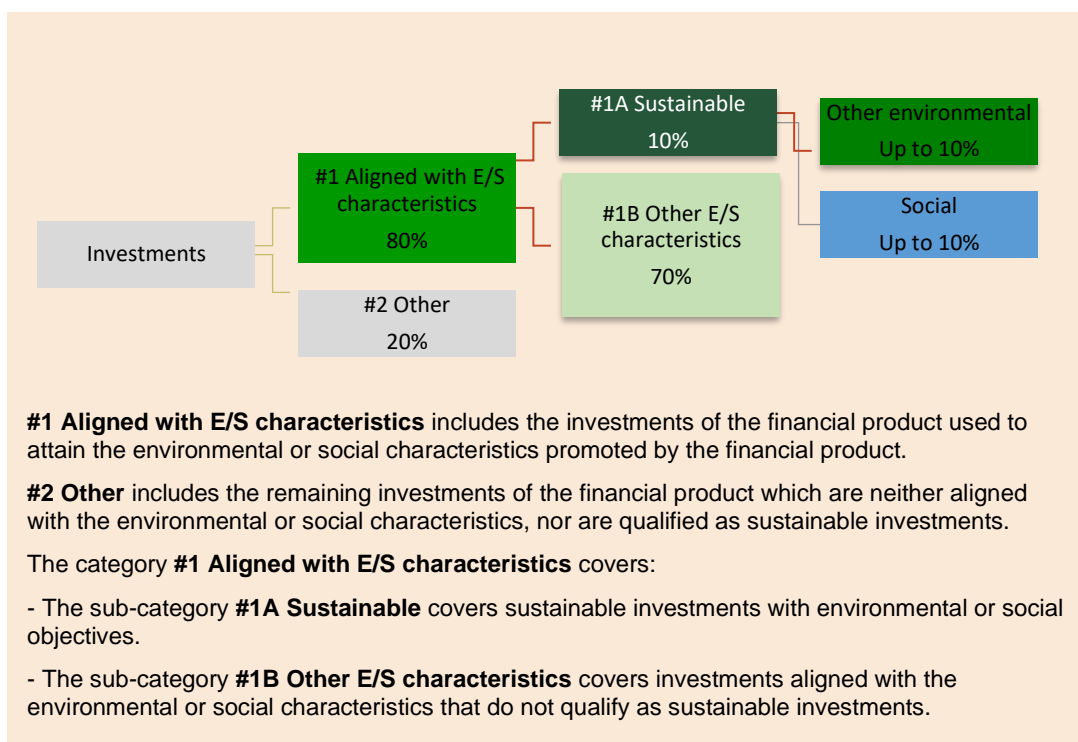 Investments
#1 Aligned with E/S
characteristics
80%
#2 Other
20%
#1A Sustainable
10%
#1B Other E/S
characteristics
70%
Other environmental
Up to 10%
Social
Up to 10%
#1 Aligned with E/S characteristics includes the investments of the financial product used to
attain the environmental or social characteristics promoted by the financial product.
#2 Other includes the remaining investments of the financial product which are neither aligned
with the environmental or social characteristics, nor are qualified as sustainable investments.
The category #1 Aligned with E/S characteristics covers:
- The sub-category #1A Sustainable covers sustainable investments with environmental or social
objectives.
- The sub-category #1B Other E/S characteristics covers investments aligned with the
environmental or social characteristics that do not qualify as sustainable investments.